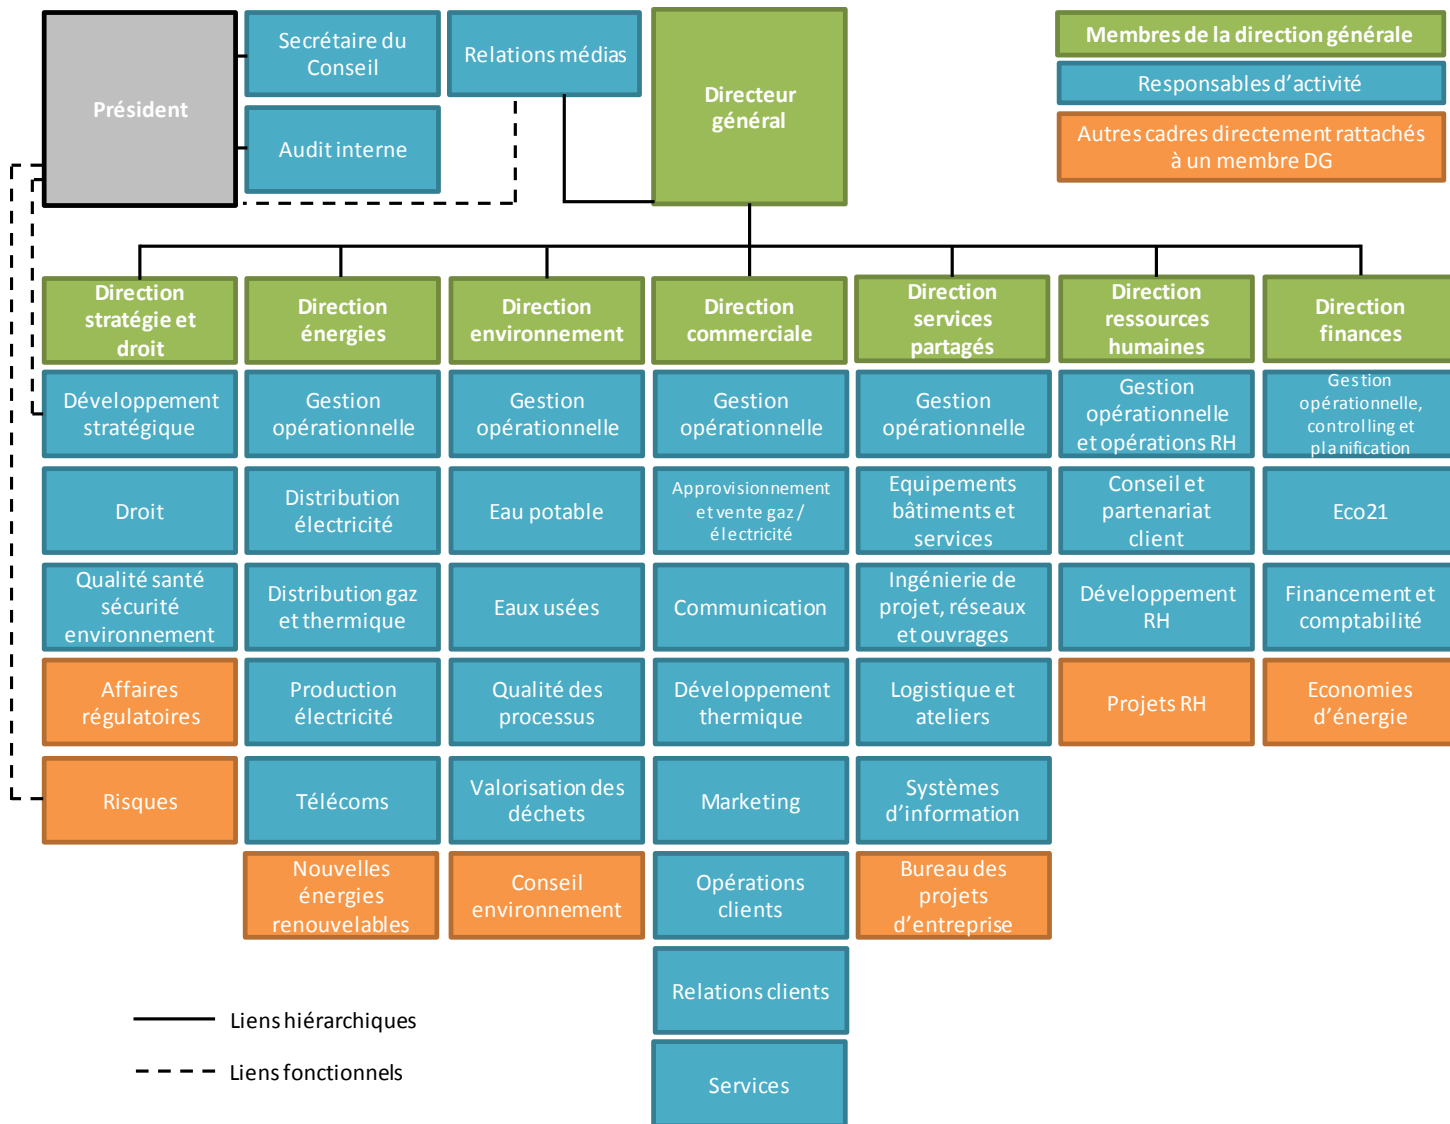 Président
Secrétaire du
Conseil
Audit interne
Relations médias
Directeur
général
Membres de la direction générale
Responsables d'activité
Autres cadres directement rattachés
à un membre DG
Direction
stratégie et
droit
Développement
stratégique
Droit
Qualité santé
sécurité
environnement
Affaires
régulatoires
Risques
Direction
énergies
Gestion
opérationnelle
Distribution
électricité
Distribution gaz
et thermique
Production
électricité
Télécoms
Nouvelles
énergies
renouvelables
Direction
environnement
Gestion
opérationnelle
Eau potable
Eaux usées
Qualité des
processus
Valorisation des
déchets
Conseil
environnement
Direction
commerciale
Gestion
opérationnelle
Approvisionnement
et vente gaz /
électricité
Communication
Développement
thermique
Marketing
Opérations
clients
Relations clients
Services
Direction
services
partagés
Gestion
opérationnelle
Equipements
bâtiments et
services
Ingénierie de
projet, réseaux
et ouvrages
Logistique et
ateliers
Systèmes
d'information
Bureau des
projets
d'entreprise
Direction
ressources
humaines
Gestion
opérationnelle
et opérations RH
Conseil et
partenariat
client
Développement
RH
Projets RH
Direction
finances
Gestion
opérationnelle,
controlling et
planification
Eco21
Financement et
comptabilité
Economies
d'énergie
Liens hiérarchiques
Liens fonctionnels